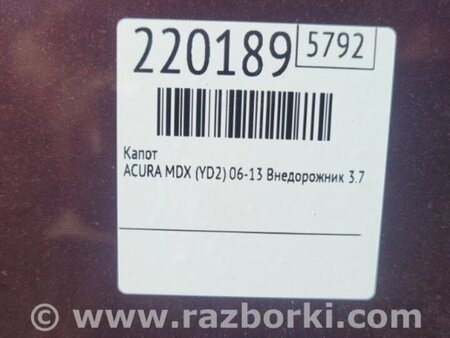 220189 5792
Капот
ACURA MDX (YD2) 06-13 Внедорожник 3.7
© www.razborki.com